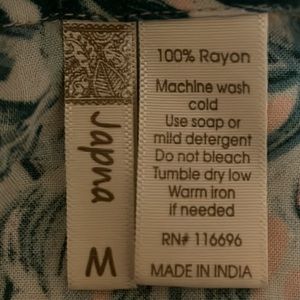 Japna
M
100% Rayon
Machine wash
cold
Use soap or
mild detergent
Do not bleach
Tumble dry low
Warm iron
if needed
RN# 116696
MADE IN INDIA